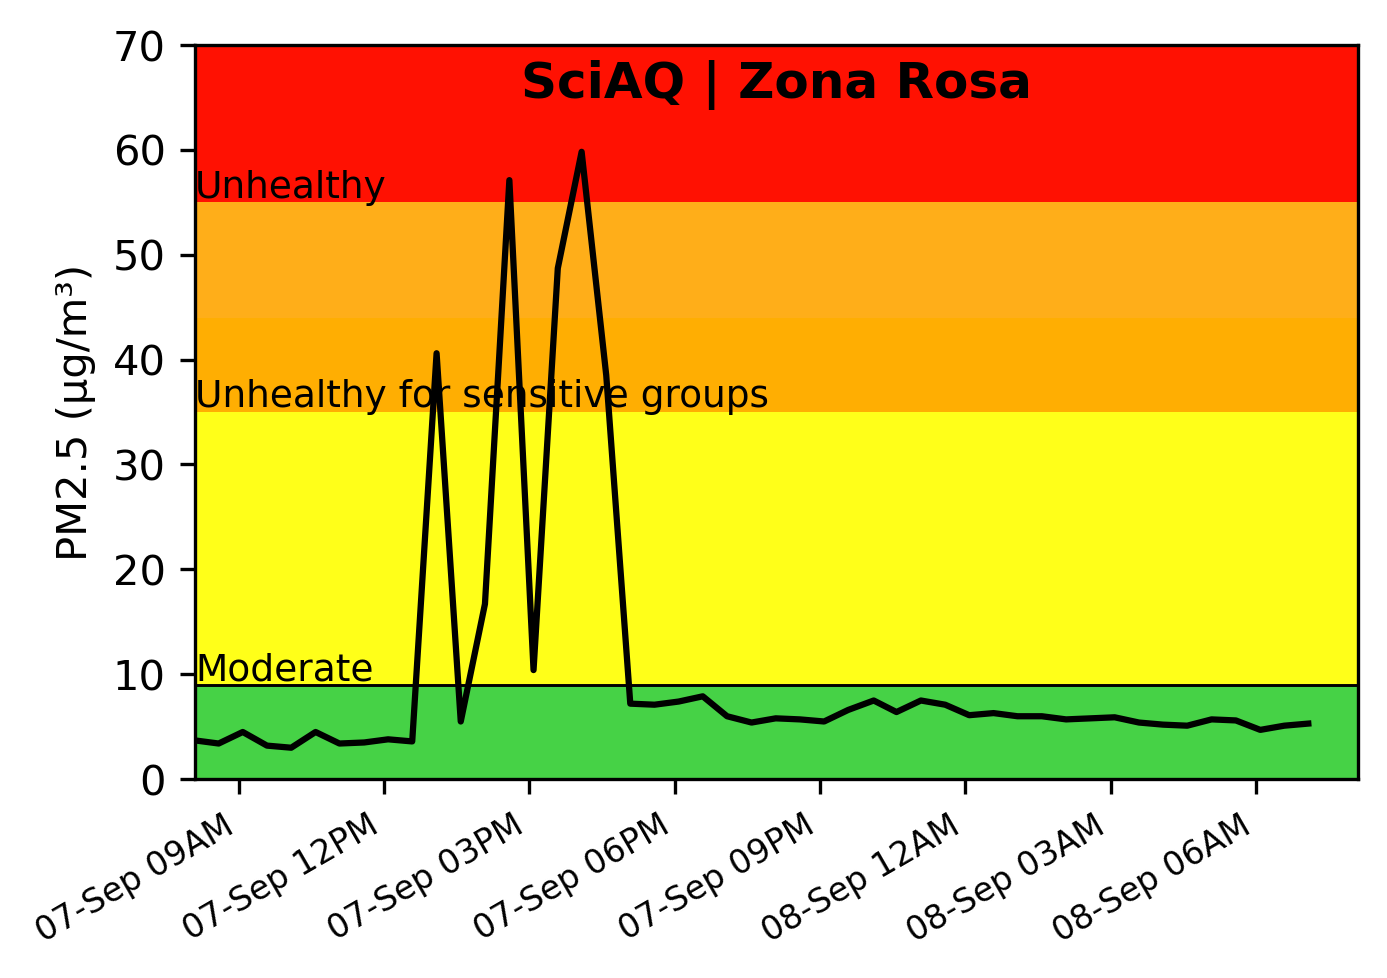 SciAQ | Zona Rosa
70
60
Unhealthy
50
40
Unhealthy for sensitive groups
30
20
10
Moderate
0
PM2.5 (µg/m³)
07-Sep 09AM
07-Sep 12PM
07-Sep 03PM
07-Sep 06PM
07-Sep 09PM
08-Sep 12AM
08-Sep 03AM
08-Sep 06AM